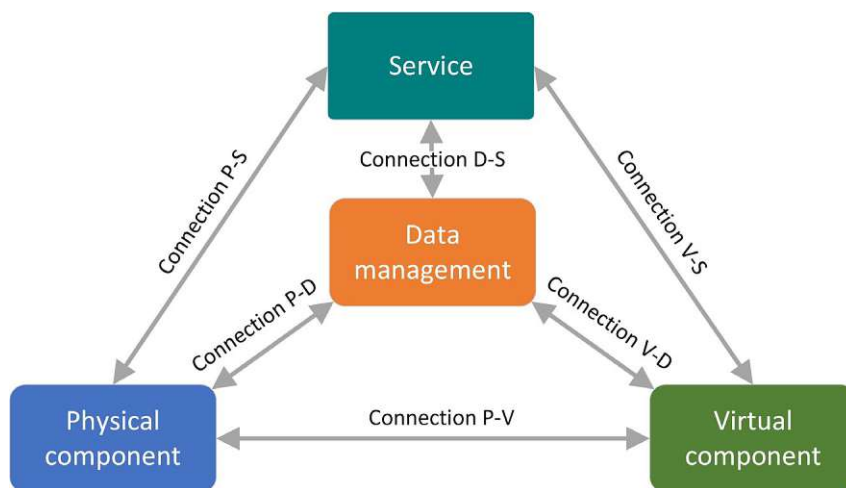 Service
Connection P-S
Connection D-S
Connection V-S
Data
management
Connection P-D
Connection V-D
Physical
component
Connection P-V
Virtual
component